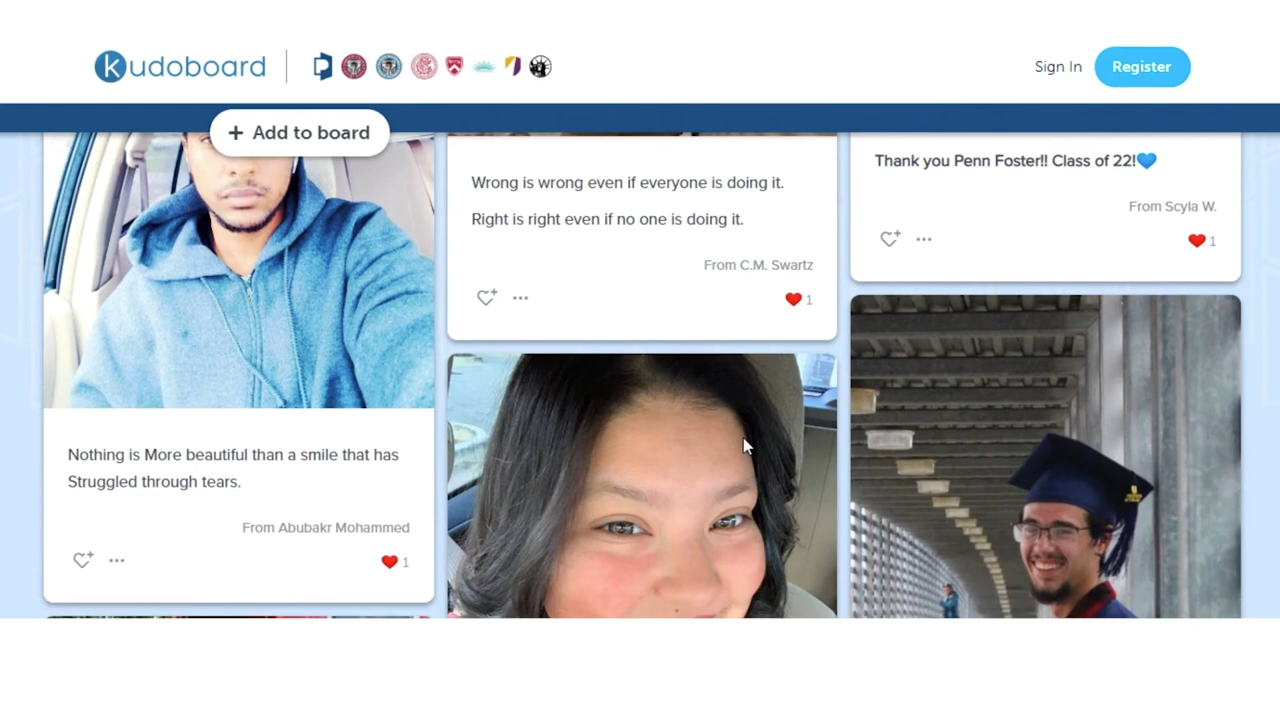 kudoboard
Sign In
Register
+ Add to board
Nothing is More beautiful than a smile that has
Struggled through tears.
From Abubakr Mohammed
1
Wrong is wrong even if everyone is doing it.
Right is right even if no one is doing it.
From C.M. Swartz
1
Thank you Penn Foster!! Class of 22!💙
From Scyla W.
1